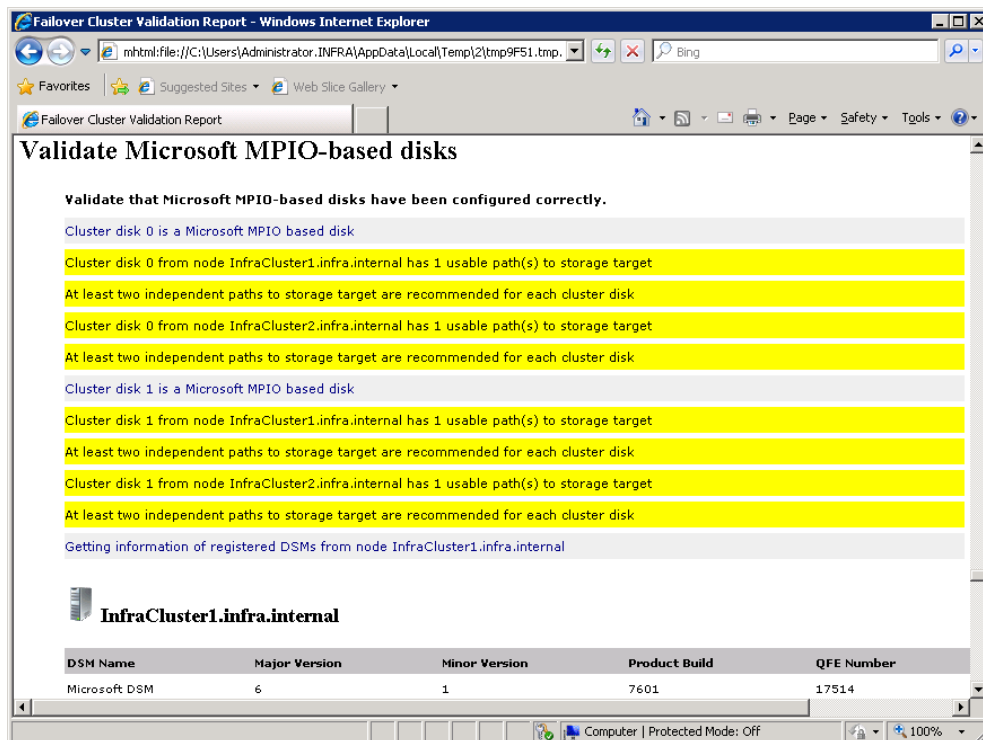 Failover Cluster Validation Report - Windows Internet Explorer
mhtml:file://C:\Users\Administrator.INFRA\AppData\Local\Temp\2\tmp9F51.tmp.
Bing
Favorites
Suggested Sites
Web Slice Gallery
Failover Cluster Validation Report
Page
Safety
Tools
Validate Microsoft MPIO-based disks
Validate that Microsoft MPIO-based disks have been configured correctly.
Cluster disk 0 is a Microsoft MPIO based disk
Cluster disk 0 from node InfraCluster1.infra.internal has 1 usable path(s) to storage target
At least two independent paths to storage target are recommended for each cluster disk
Cluster disk 0 from node InfraCluster2.infra.internal has 1 usable path(s) to storage target
At least two independent paths to storage target are recommended for each cluster disk
Cluster disk 1 is a Microsoft MPIO based disk
Cluster disk 1 from node InfraCluster1.infra.internal has 1 usable path(s) to storage target
At least two independent paths to storage target are recommended for each cluster disk
Cluster disk 1 from node InfraCluster2.infra.internal has 1 usable path(s) to storage target
At least two independent paths to storage target are recommended for each cluster disk
Getting information of registered DSMs from node InfraCluster1.infra.internal
InfraCluster1.infra.internal
DSM Name Major Version Minor Version Product Build QFE Number
Microsoft DSM 6 1 7601 17514
Computer | Protected Mode: Off
100%